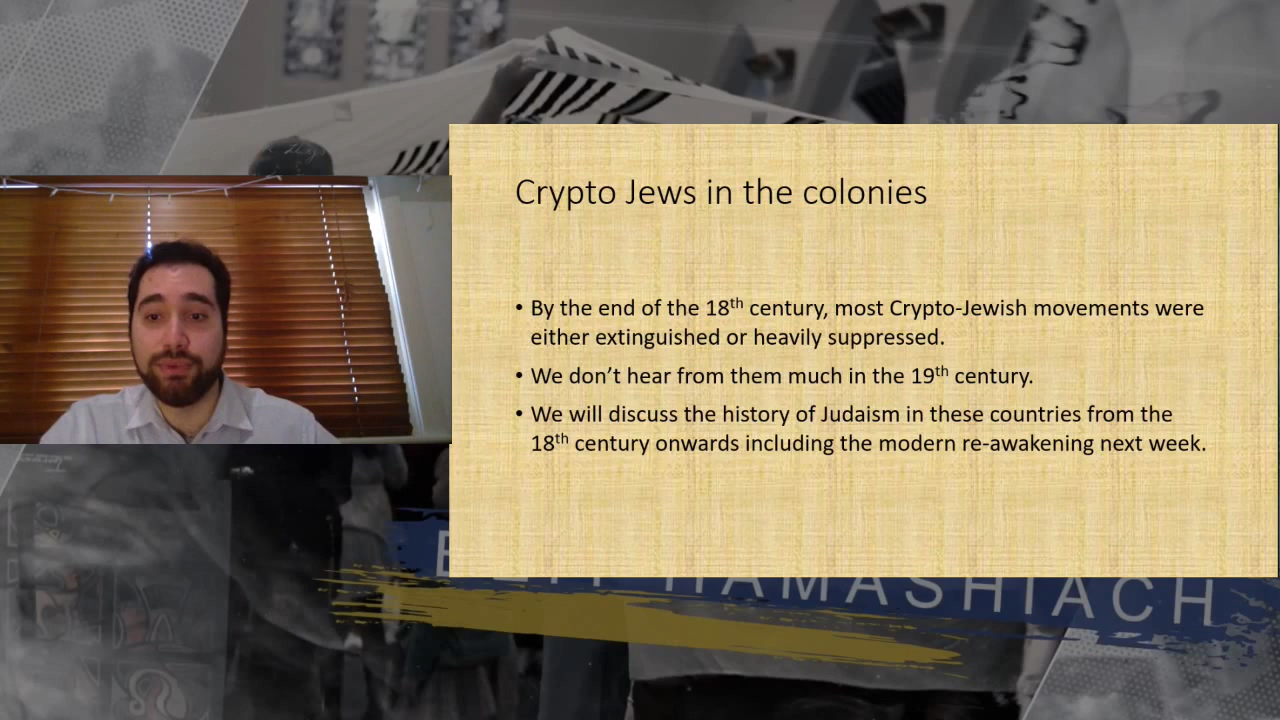 Crypto Jews in the colonies
• By the end of the 18th century, most Crypto-Jewish movements were
either extinguished or heavily suppressed.
• We don’t hear from them much in the 19th century.
• We will discuss the history of Judaism in these countries from the
18th century onwards including the modern re-awakening next week.
HAMASHIACH